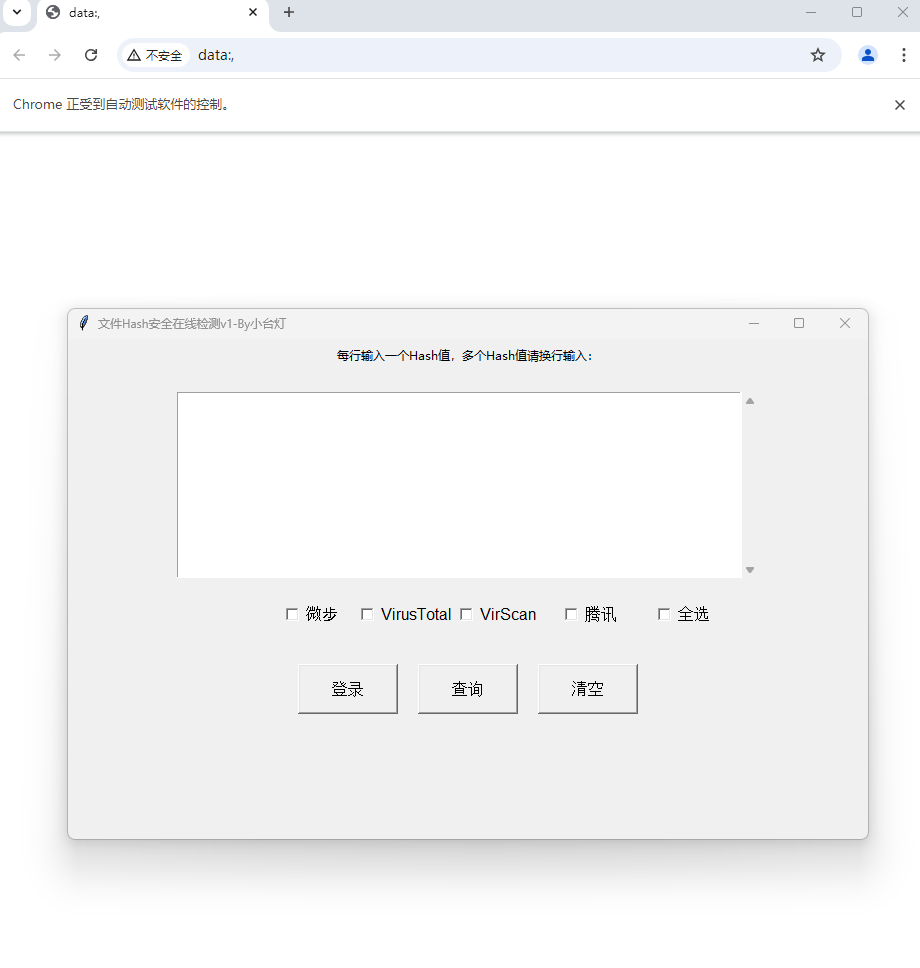 data:,
不安全 data:,
Chrome 正受到自动测试软件的控制。
文件Hash安全在线检测v1-By小台灯
每行输入一个Hash值，多个Hash值请换行输入：
微步 VirusTotal VirScan 腾讯 全选
登录 查询 清空